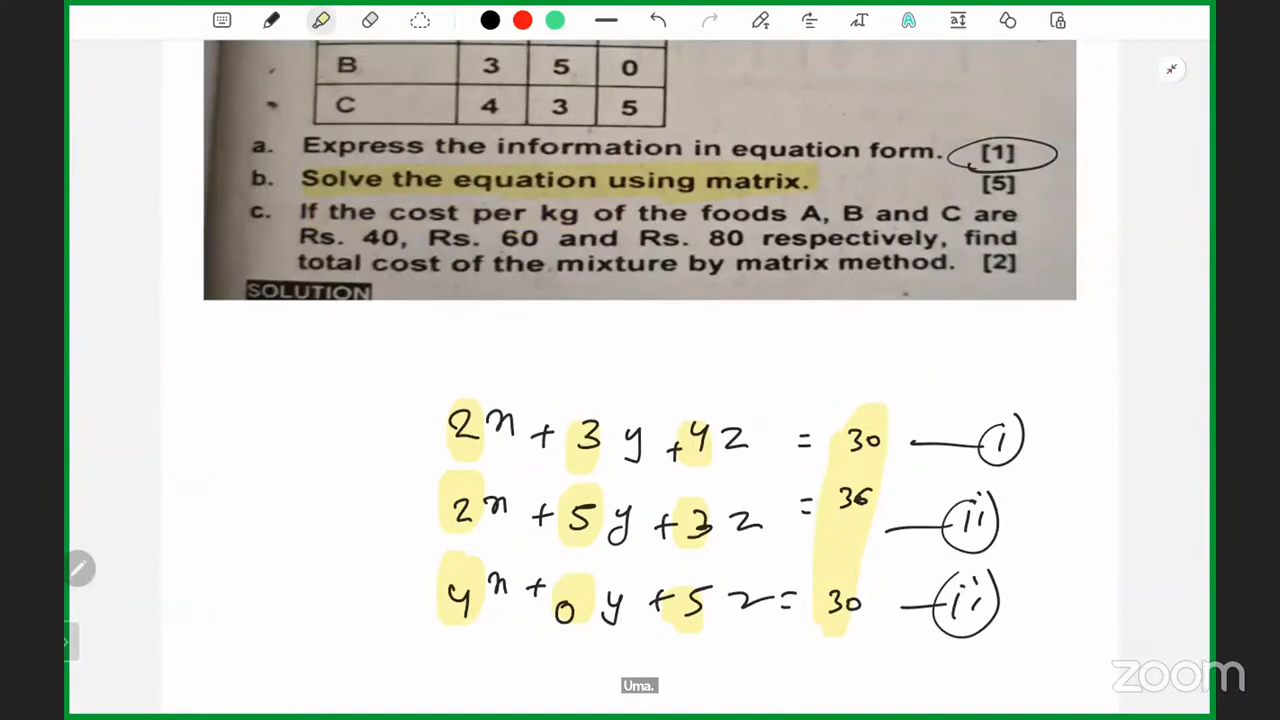 B 3 5 0
C 4 3 5
a. Express the information in equation form. [1]
b. Solve the equation using matrix. [5]
c. If the cost per kg of the foods A, B and C are
Rs. 40, Rs. 60 and Rs. 80 respectively, find
total cost of the mixture by matrix method. [2]
SOLUTION
2x + 3y + 4z = 30 — (i)
2x + 5y + 3z = 36 — (ii)
4x + 0y + 5z = 30 — (ii)
Uma.
zoom